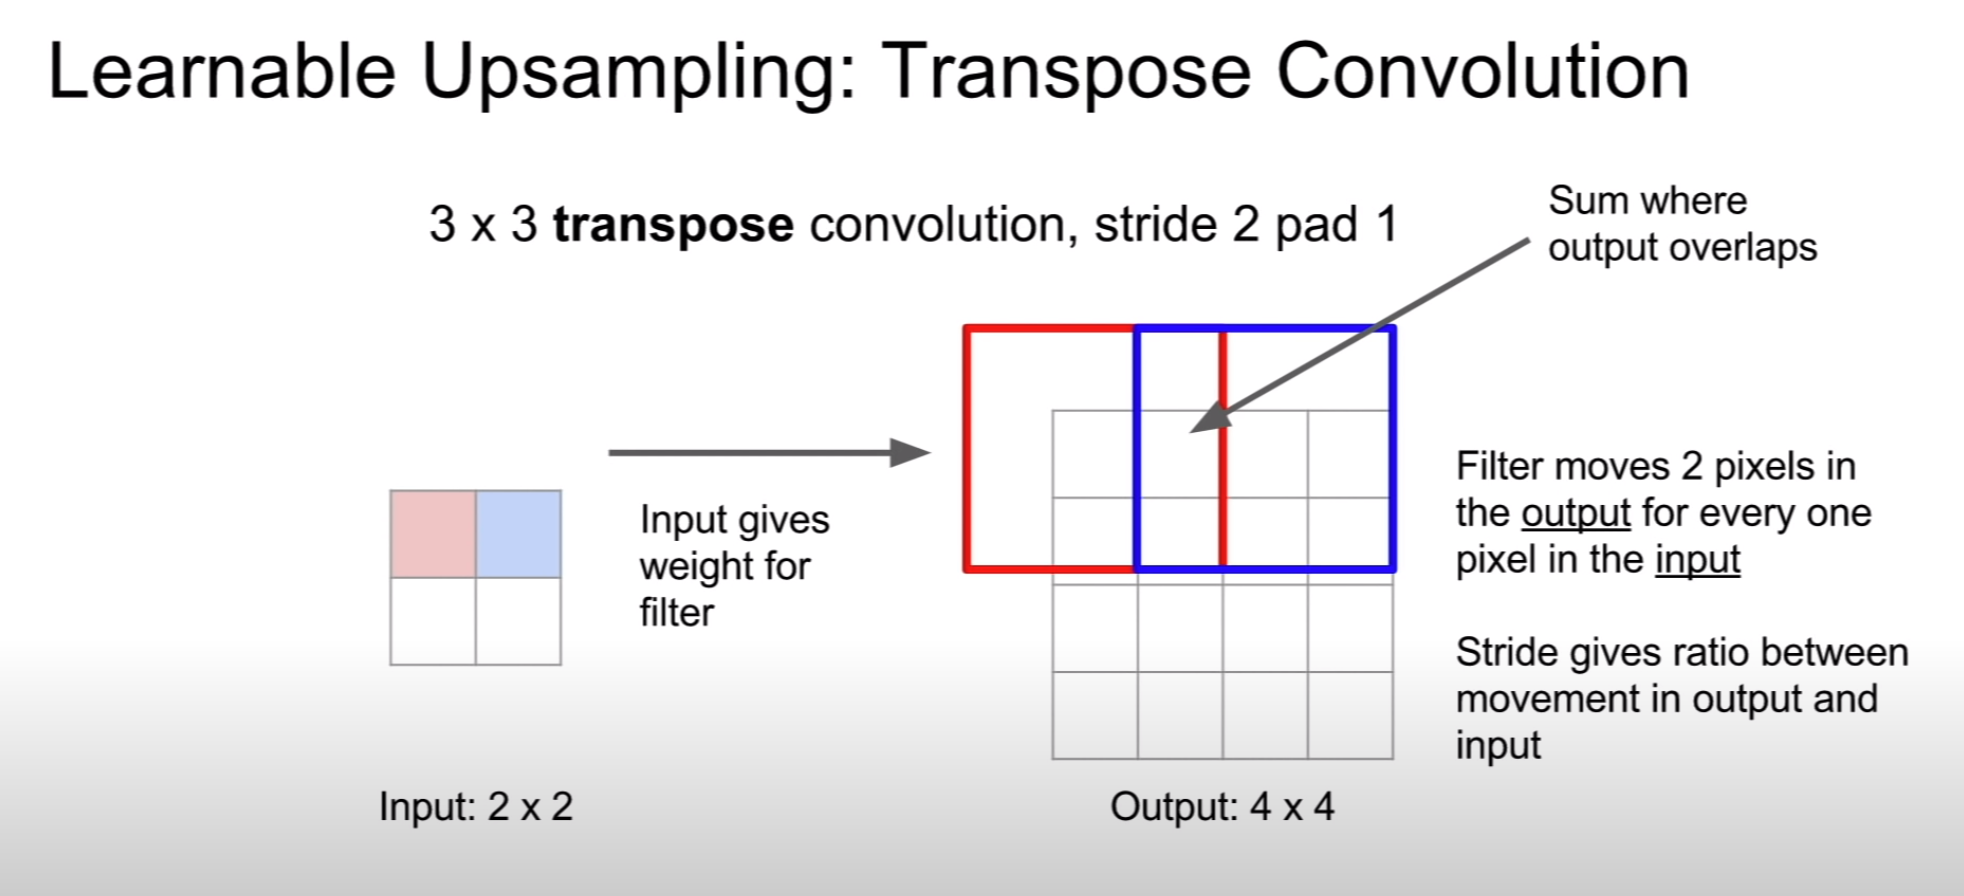 Learnable Upsampling: Transpose Convolution
3 x 3 transpose convolution, stride 2 pad 1
Sum where
output overlaps
Input gives
weight for
filter
Filter moves 2 pixels in
the output for every one
pixel in the input
Stride gives ratio between
movement in output and
input
Input: 2 x 2
Output: 4 x 4